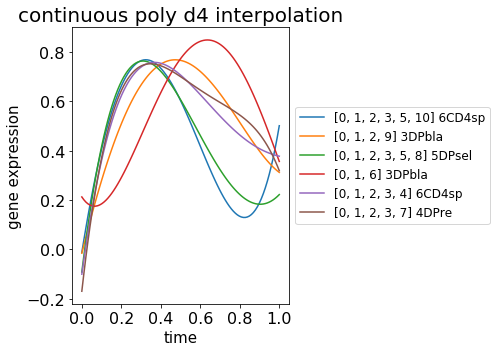 continuous poly d4 interpolation
gene expression
0.8
0.6
0.4
0.2
0.0
−0.2
0.0 0.2 0.4 0.6 0.8 1.0
time
[0, 1, 2, 3, 5, 10] 6CD4sp
[0, 1, 2, 9] 3DPbla
[0, 1, 2, 3, 5, 8] 5DPsel
[0, 1, 6] 3DPbla
[0, 1, 2, 3, 4] 6CD4sp
[0, 1, 2, 3, 7] 4DPre